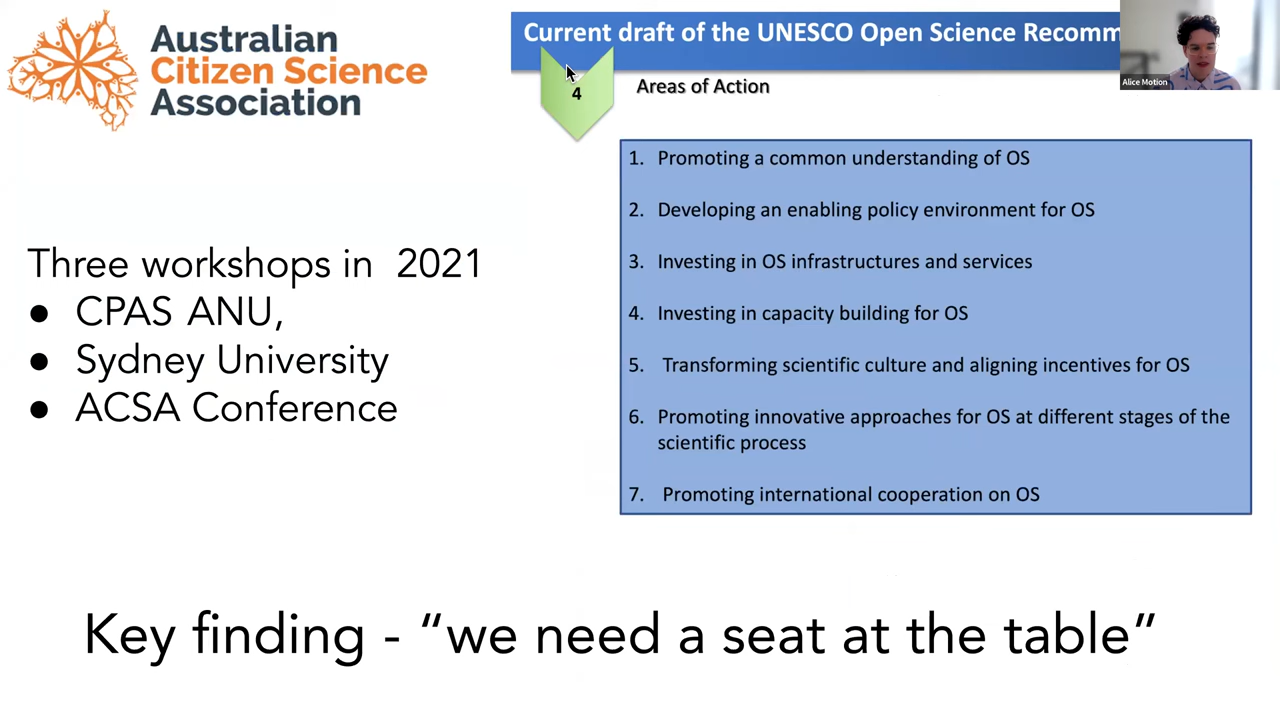 Australian
Citizen Science
Association
Current draft of the UNESCO Open Science Recomm
Alice Motion
4
Areas of Action
1. Promoting a common understanding of OS
2. Developing an enabling policy environment for OS
3. Investing in OS infrastructures and services
4. Investing in capacity building for OS
5. Transforming scientific culture and aligning incentives for OS
6. Promoting innovative approaches for OS at different stages of the
scientific process
7. Promoting international cooperation on OS
Three workshops in 2021
● CPAS ANU,
● Sydney University
● ACSA Conference
Key finding - “we need a seat at the table”